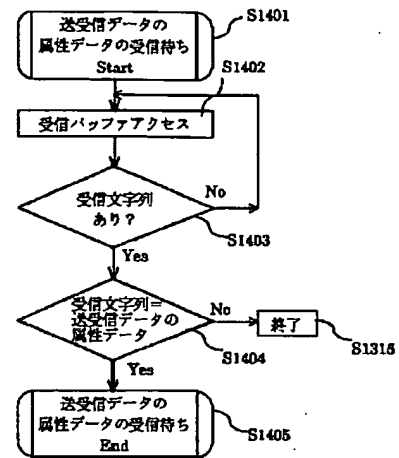 送受信データの
属性データの受信待ち
Start
S1401
S1402
受信バッファアクセス
受信文字列
あり？
No
S1403
Yes
受信文字列＝
送受信データの
属性データ
No
終了
S1315
S1404
Yes
送受信データの
属性データの受信待ち
End
S1405